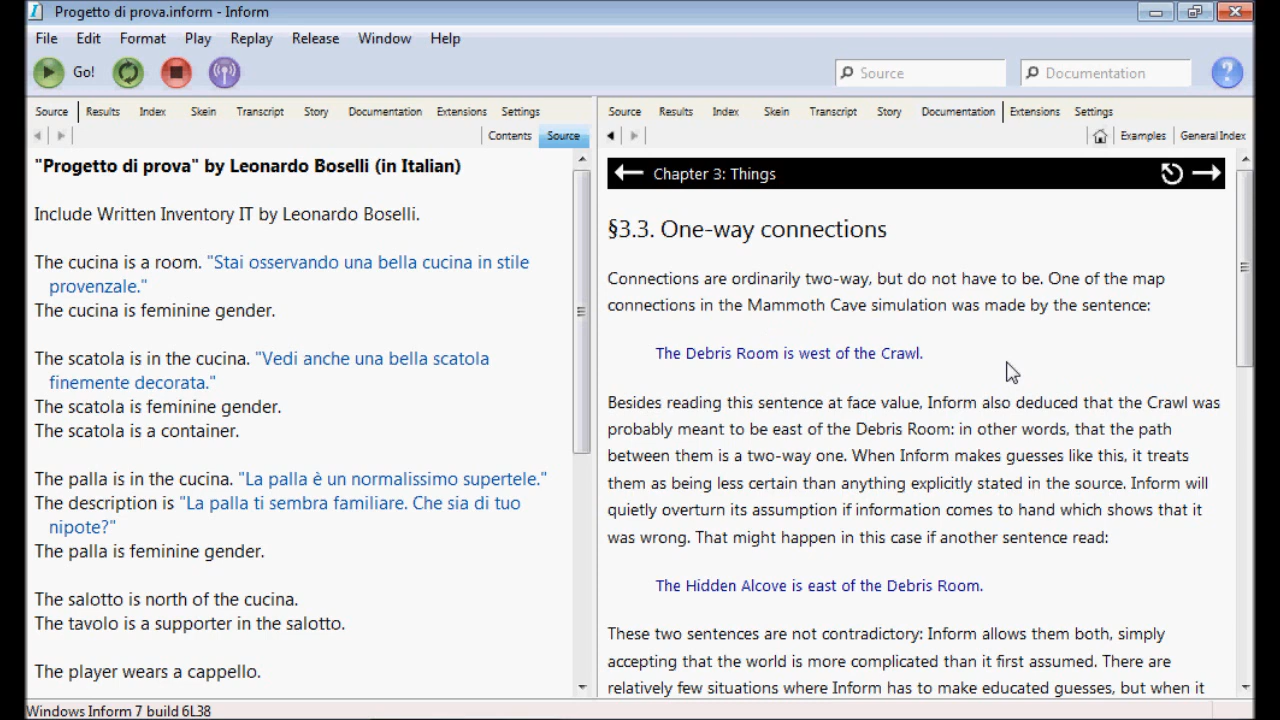 Progetto di prova.inform - Inform
File Edit Format Play Replay Release Window Help
Go!
Source
Documentation
Source Results Index Skein Transcript Story Documentation Extensions Settings
Contents Source
"Progetto di prova" by Leonardo Boselli (in Italian)
Include Written Inventory IT by Leonardo Boselli.
The cucina is a room. "Stai osservando una bella cucina in stile
provenzale."
The cucina is feminine gender.
The scatola is in the cucina. "Vedi anche una bella scatola
finemente decorata."
The scatola is feminine gender.
The scatola is a container.
The palla is in the cucina. "La palla è un normalissimo supertele."
The description is "La palla ti sembra familiare. Che sia di tuo
nipote?"
The palla is feminine gender.
The salotto is north of the cucina.
The tavolo is a supporter in the salotto.
The player wears a cappello.
Source Results Index Skein Transcript Story Documentation Extensions Settings
Examples General Index
Chapter 3: Things
§3.3. One-way connections
Connections are ordinarily two-way, but do not have to be. One of the map
connections in the Mammoth Cave simulation was made by the sentence:
The Debris Room is west of the Crawl.
Besides reading this sentence at face value, Inform also deduced that the Crawl was
probably meant to be east of the Debris Room: in other words, that the path
between them is a two-way one. When Inform makes guesses like this, it treats
them as being less certain than anything explicitly stated in the source. Inform will
quietly overturn its assumption if information comes to hand which shows that it
was wrong. That might happen in this case if another sentence read:
The Hidden Alcove is east of the Debris Room.
These two sentences are not contradictory: Inform allows them both, simply
accepting that the world is more complicated than it first assumed. There are
relatively few situations where Inform has to make educated guesses, but when it
Windows Inform 7 build 6L38